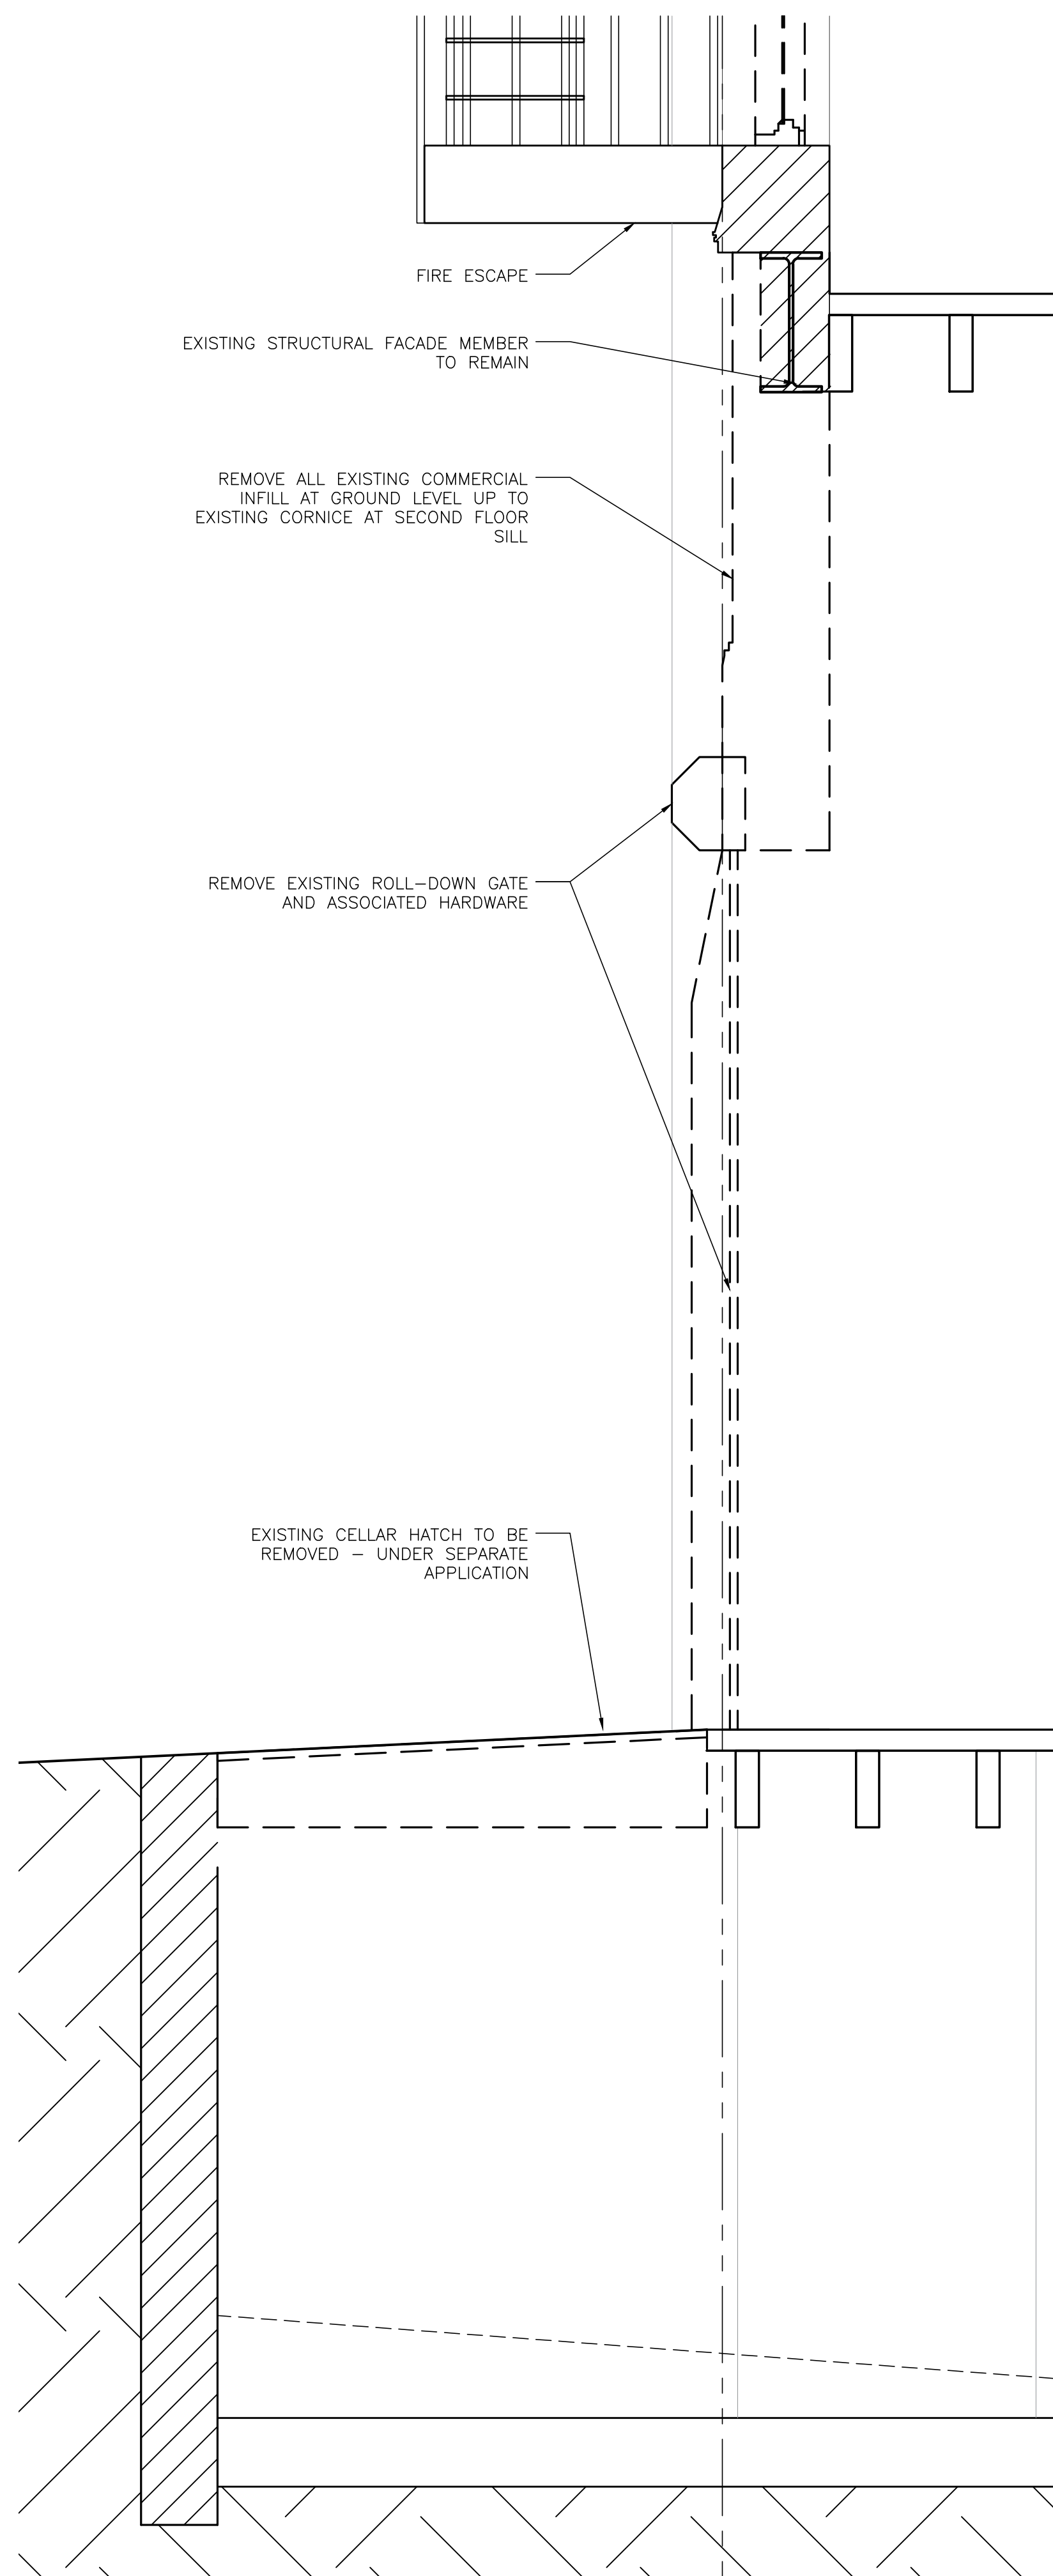 FIRE ESCAPE
EXISTING STRUCTURAL FACADE MEMBER
TO REMAIN
REMOVE ALL EXISTING COMMERCIAL
INFILL AT GROUND LEVEL UP TO
EXISTING CORNICE AT SECOND FLOOR
SILL
REMOVE EXISTING ROLL-DOWN GATE
AND ASSOCIATED HARDWARE
EXISTING CELLAR HATCH TO BE
REMOVED - UNDER SEPARATE
APPLICATION